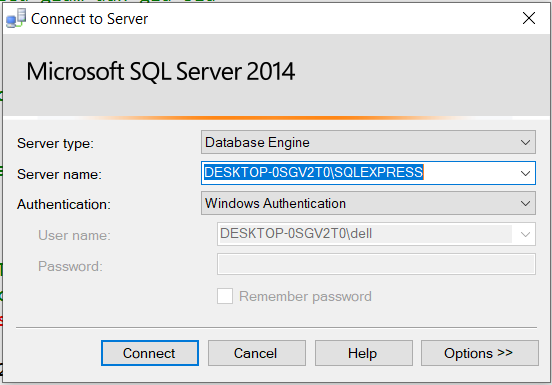 Connect to Server
Microsoft SQL Server 2014
Server type: Database Engine
Server name: DESKTOP-0SGV2T0\SQLEXPRESS
Authentication: Windows Authentication
User name: DESKTOP-0SGV2T0\dell
Password:
Remember password
Connect Cancel Help Options >>